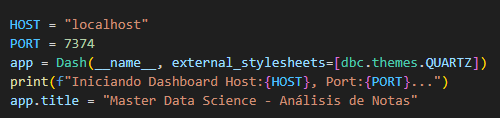 HOST = "localhost"
PORT = 7374
app = Dash(__name__, external_stylesheets=[dbc.themes.QUARTZ])
print(f"Iniciando Dashboard Host:{HOST}, Port:{PORT}...")
app.title = "Master Data Science - Análisis de Notas"